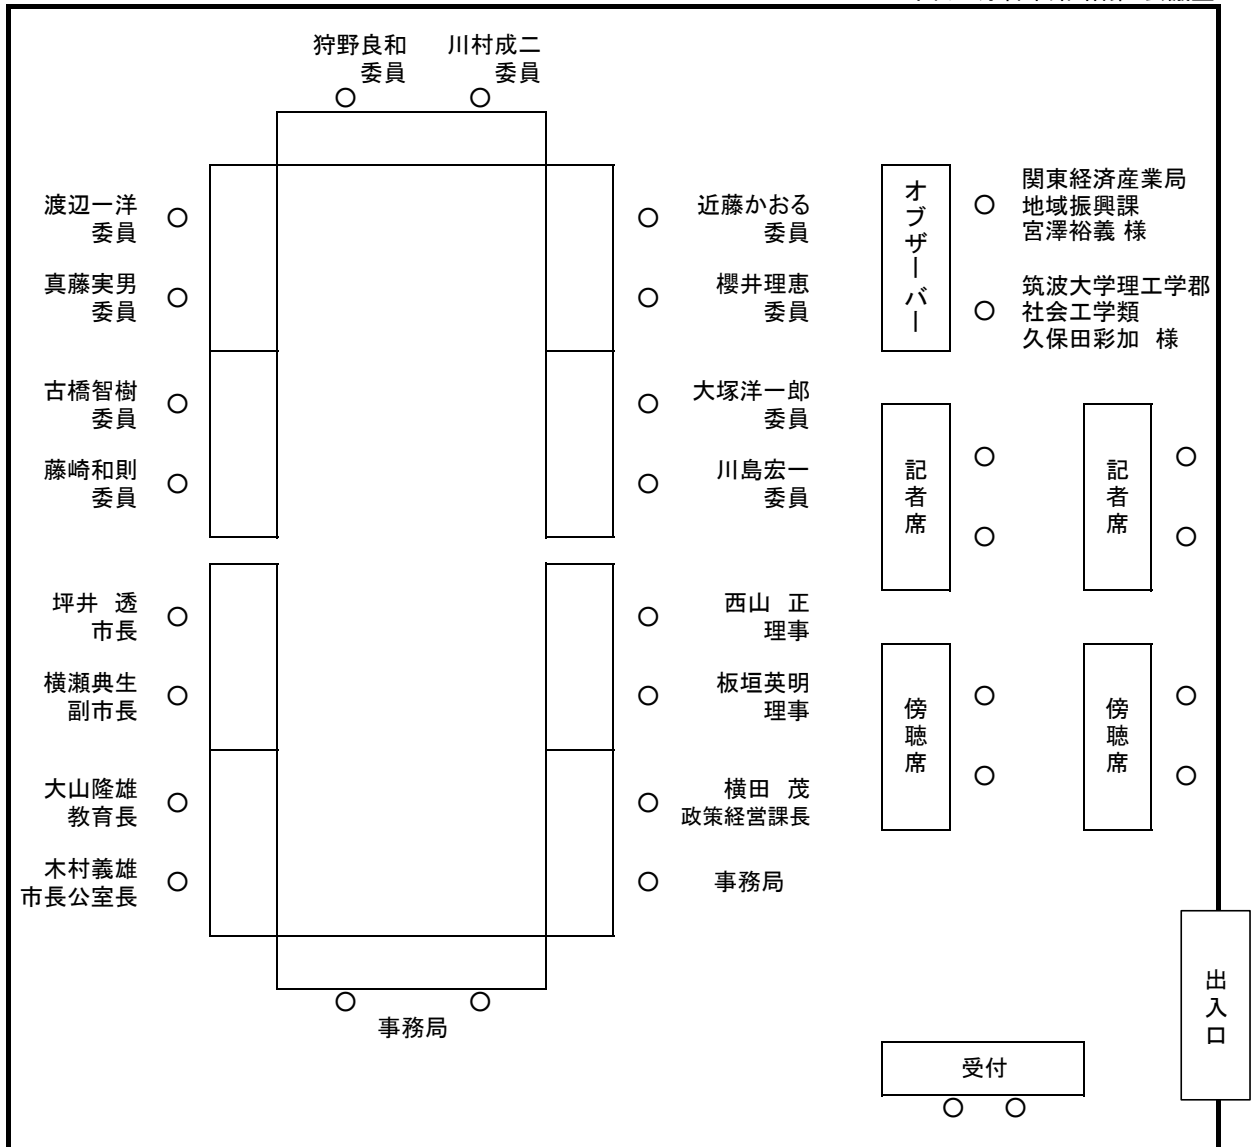 狩野良和
委員
川村成二
委員
渡辺一洋
委員
真藤実男
委員
古橋智樹
委員
藤崎和則
委員
坪井 透
市長
横瀬典生
副市長
大山隆雄
教育長
木村義雄
市長公室長
近藤かおる
委員
櫻井理恵
委員
大塚洋一郎
委員
川島宏一
委員
西山 正
理事
板垣英明
理事
横田 茂
政策経営課長
事務局
事務局
オブザーバー
関東経済産業局
地域振興課
宮澤裕義 様
筑波大学理工学郡
社会工学類
久保田彩加 様
記者席
記者席
傍聴席
傍聴席
出入口
受付